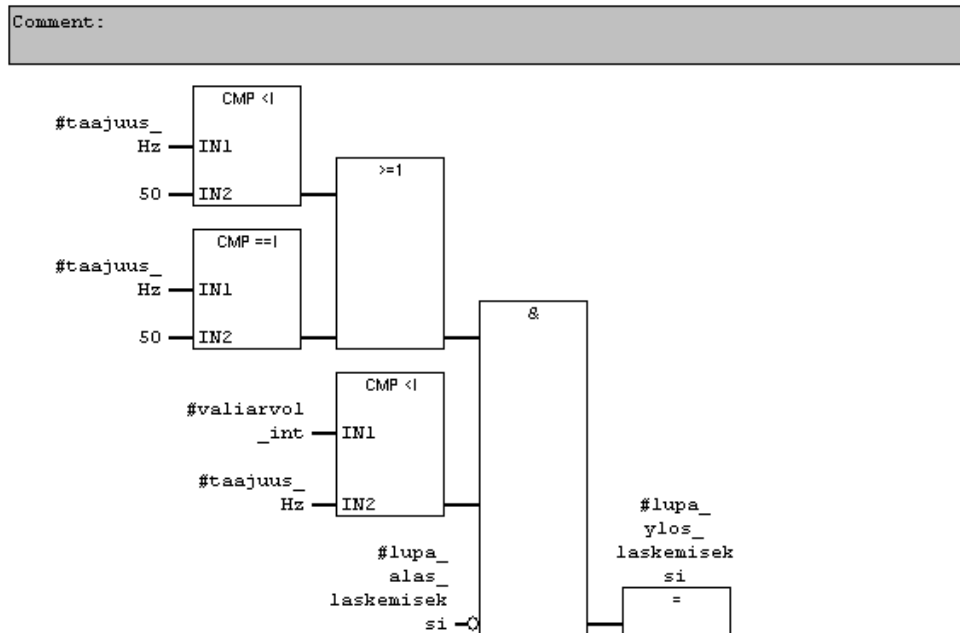 Comment:
CMP <I
#taajuus_
Hz
IN1
50
IN2
>=1
CMP ==I
#taajuus_
Hz
IN1
50
IN2
&
CMP <I
#valiarvo1
_int
IN1
#taajuus_
Hz
IN2
#lupa_
alas_
laskemisek
si
#lupa_
ylos_
laskemisek
si
=